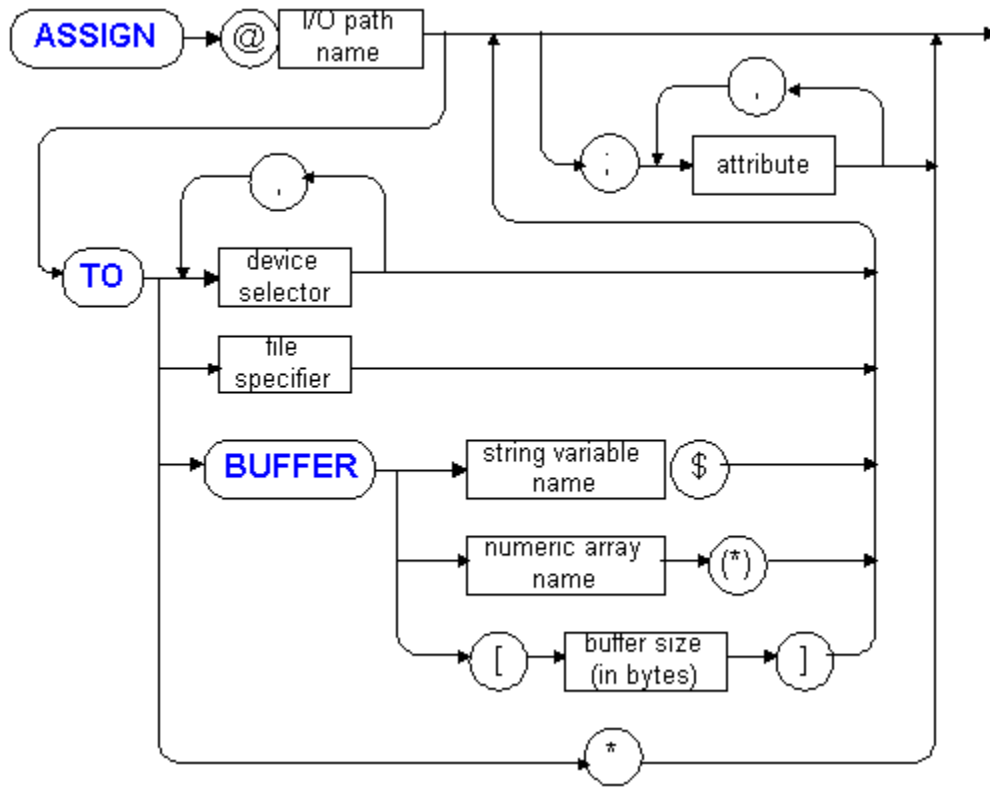 ASSIGN @ I/O path name
,
; attribute
,
TO device selector
file specifier
BUFFER string variable name $
numeric array name (*)
[ buffer size (in bytes) ]
*